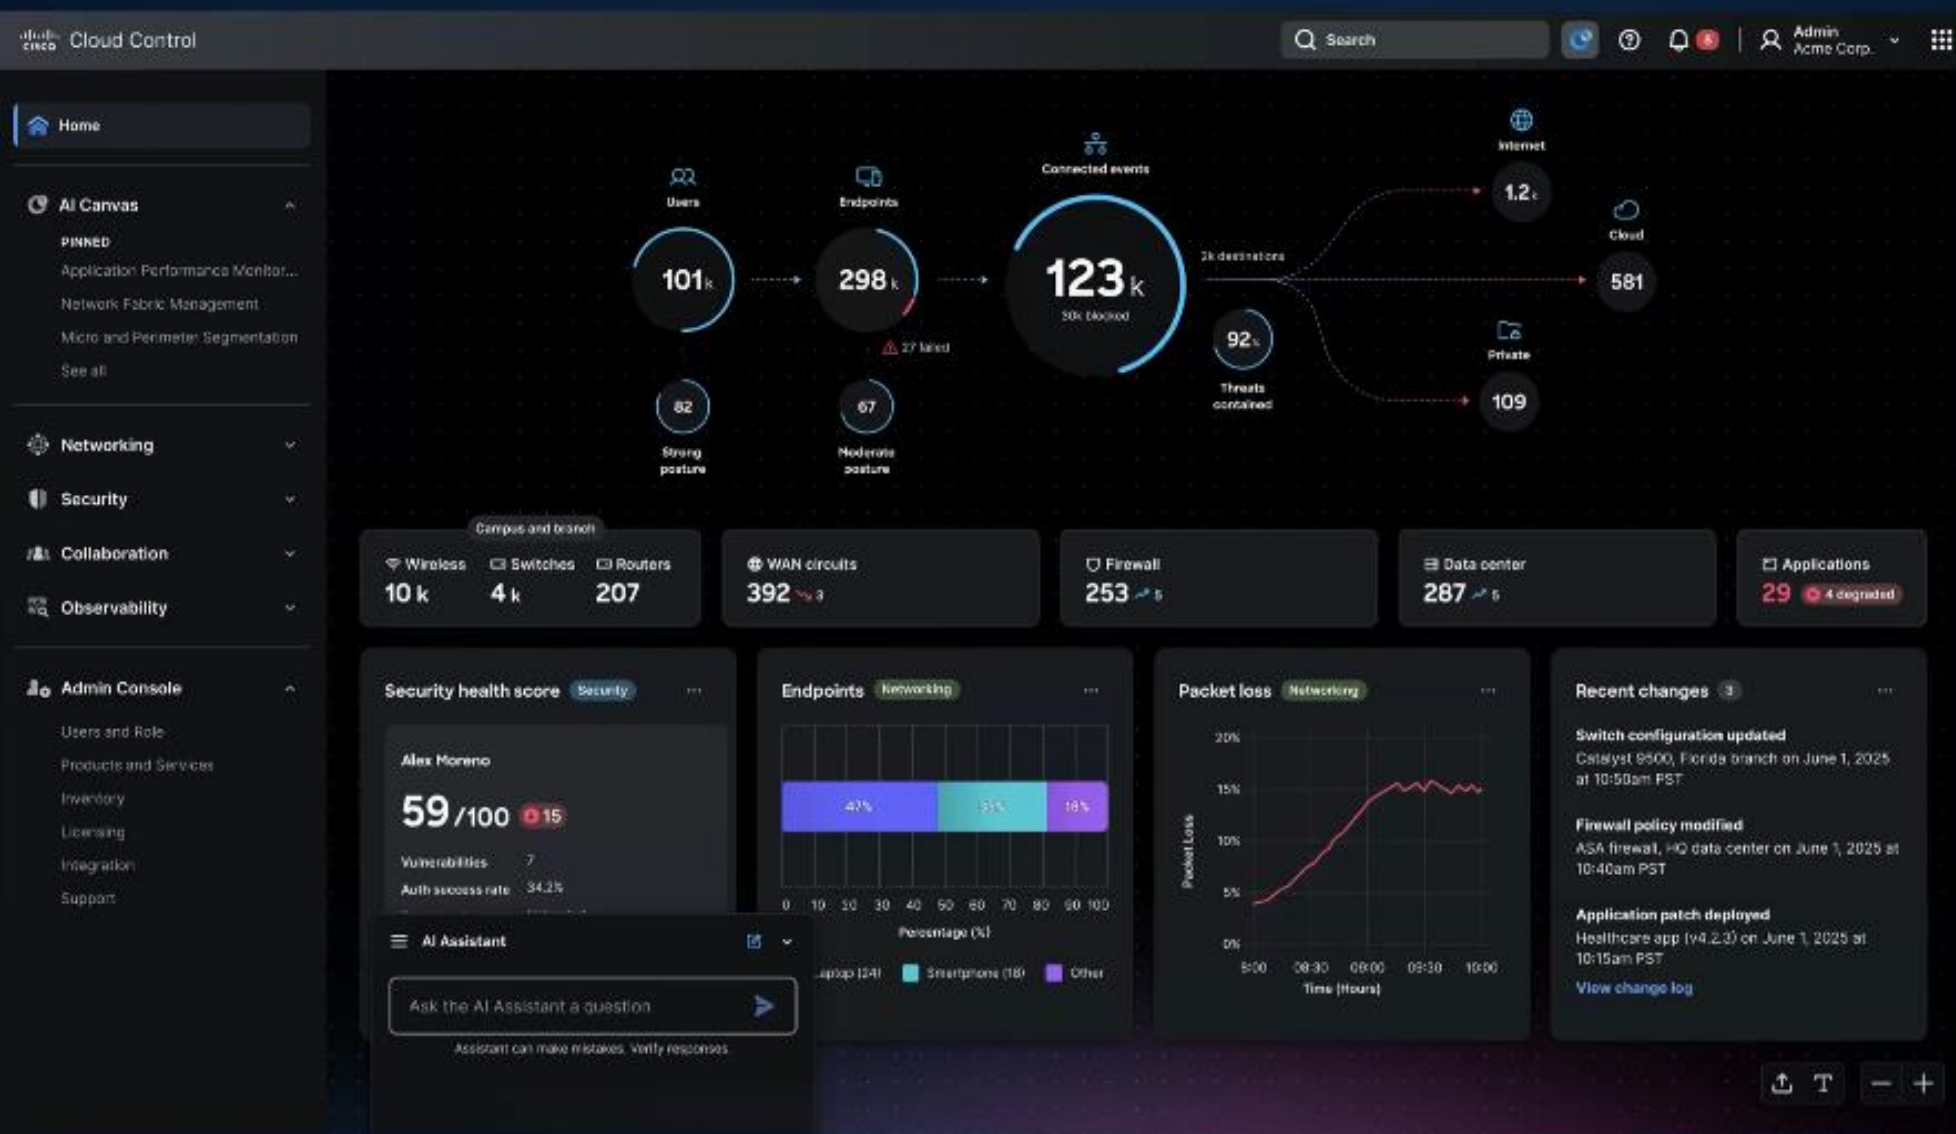 CISCO Cloud Control
Search
Admin
Acme Corp.
Home
AI Canvas
PINNED
Application Performance Monitor...
Network Fabric Management
Micro and Perimeter Segmentation
See all
Networking
Security
Collaboration
Observability
Admin Console
Users and Role
Products and Services
Inventory
Licensing
Integration
Support
Users
101k
82
Strong
posture
Endpoints
298k
27 failed
67
Moderate
posture
Connected events
123k
30k blocked
2k destinations
92%
Threats
contained
Internet
1.2k
Cloud
581
Private
109
Campus and branch
Wireless Switches Routers
10 k 4 k 207
WAN circuits
392 3
Firewall
253 5
Data center
287 5
Applications
29 4 degraded
Security health score Security ...
Alex Moreno
59 /100 15
Vulnerabilities 7
Auth success rate 34.2%
AI Assistant
Ask the AI Assistant a question
Assistant can make mistakes. Verify responses.
Endpoints Networking ...
47% 35% 18%
0 10 20 30 40 50 60 70 80 90 100
Percentage (%)
aptop (24) Smartphone (18) Other
Packet loss Networking ...
Packet Loss
20%
15%
10%
5%
0%
8:00 08:30 09:00 09:30 10:00
Time (Hours)
Recent changes 3 ...
Switch configuration updated
Catalyst 9500, Florida branch on June 1, 2025
at 10:50am PST
Firewall policy modified
ASA firewall, HQ data center on June 1, 2025 at
10:40am PST
Application patch deployed
Healthcare app (v4.2.3) on June 1, 2025 at
10:15am PST
View change log
T